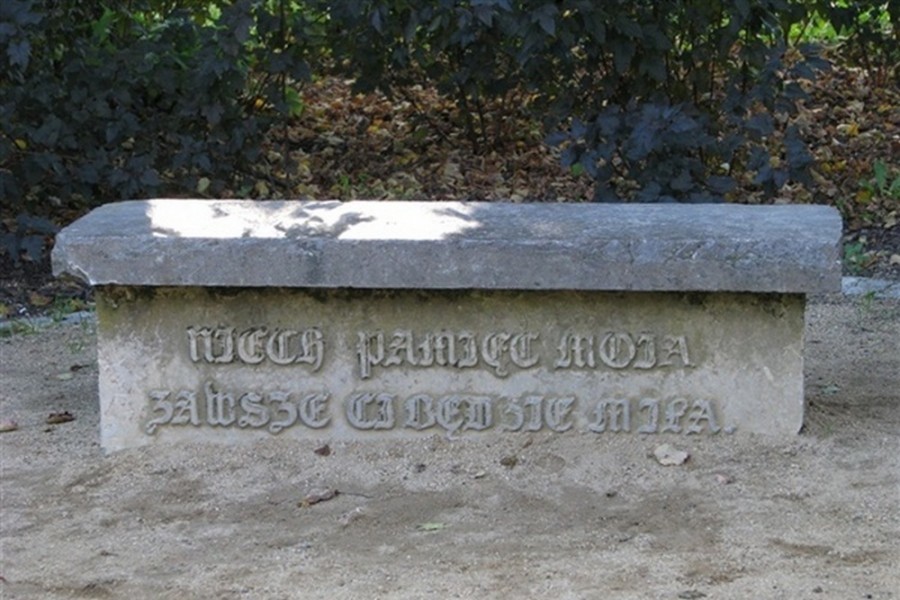 NIECH PAMIĘĆ MOJA
ZAWSZE CI BĘDZIE MIŁA.